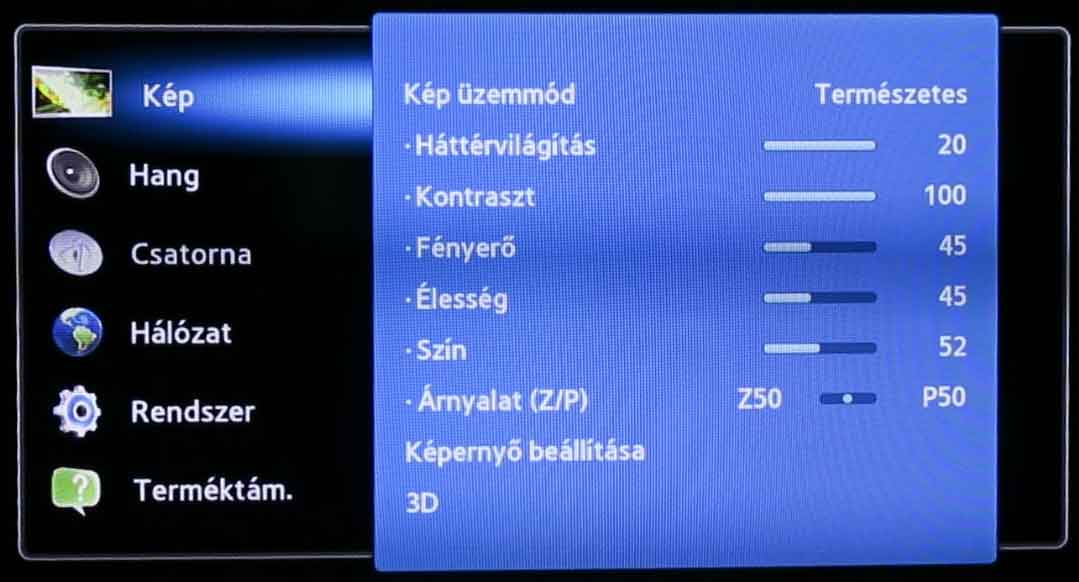 Kép
Hang
Csatorna
Hálózat
Rendszer
Terméktám.
Kép üzemmód Természetes
· Háttérvilágítás 20
· Kontraszt 100
· Fényerő 45
· Élesség 45
· Szín 52
· Árnyalat (Z/P) Z50 P50
Képernyő beállítása
3D